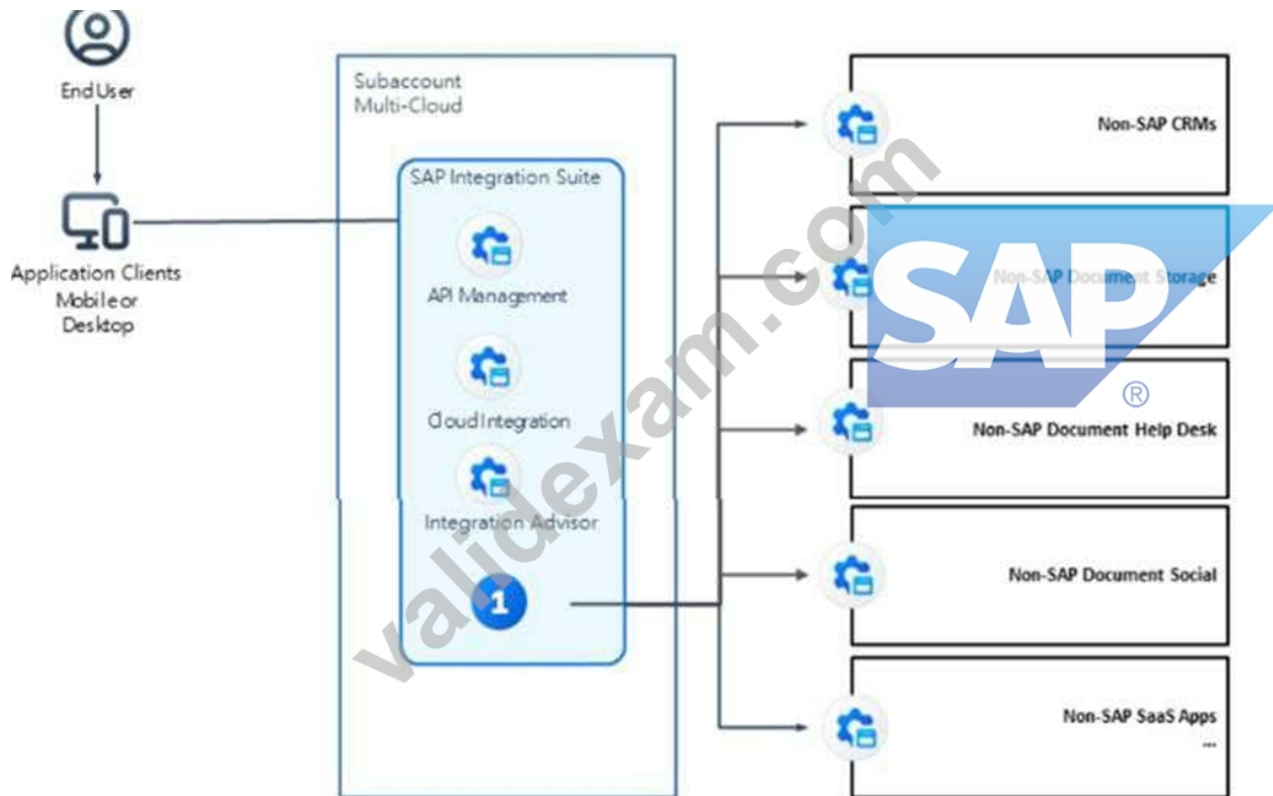 End User
Application Clients
Mobile or
Desktop
Subaccount
Multi-Cloud
SAP Integration Suite
API Management
Cloud Integration
Integration Advisor
1
Non-SAP CRMs
Non-SAP Document Storage
SAP
®
Non-SAP Document Help Desk
Non-SAP Document Social
Non-SAP SaaS Apps
...
validexam.com